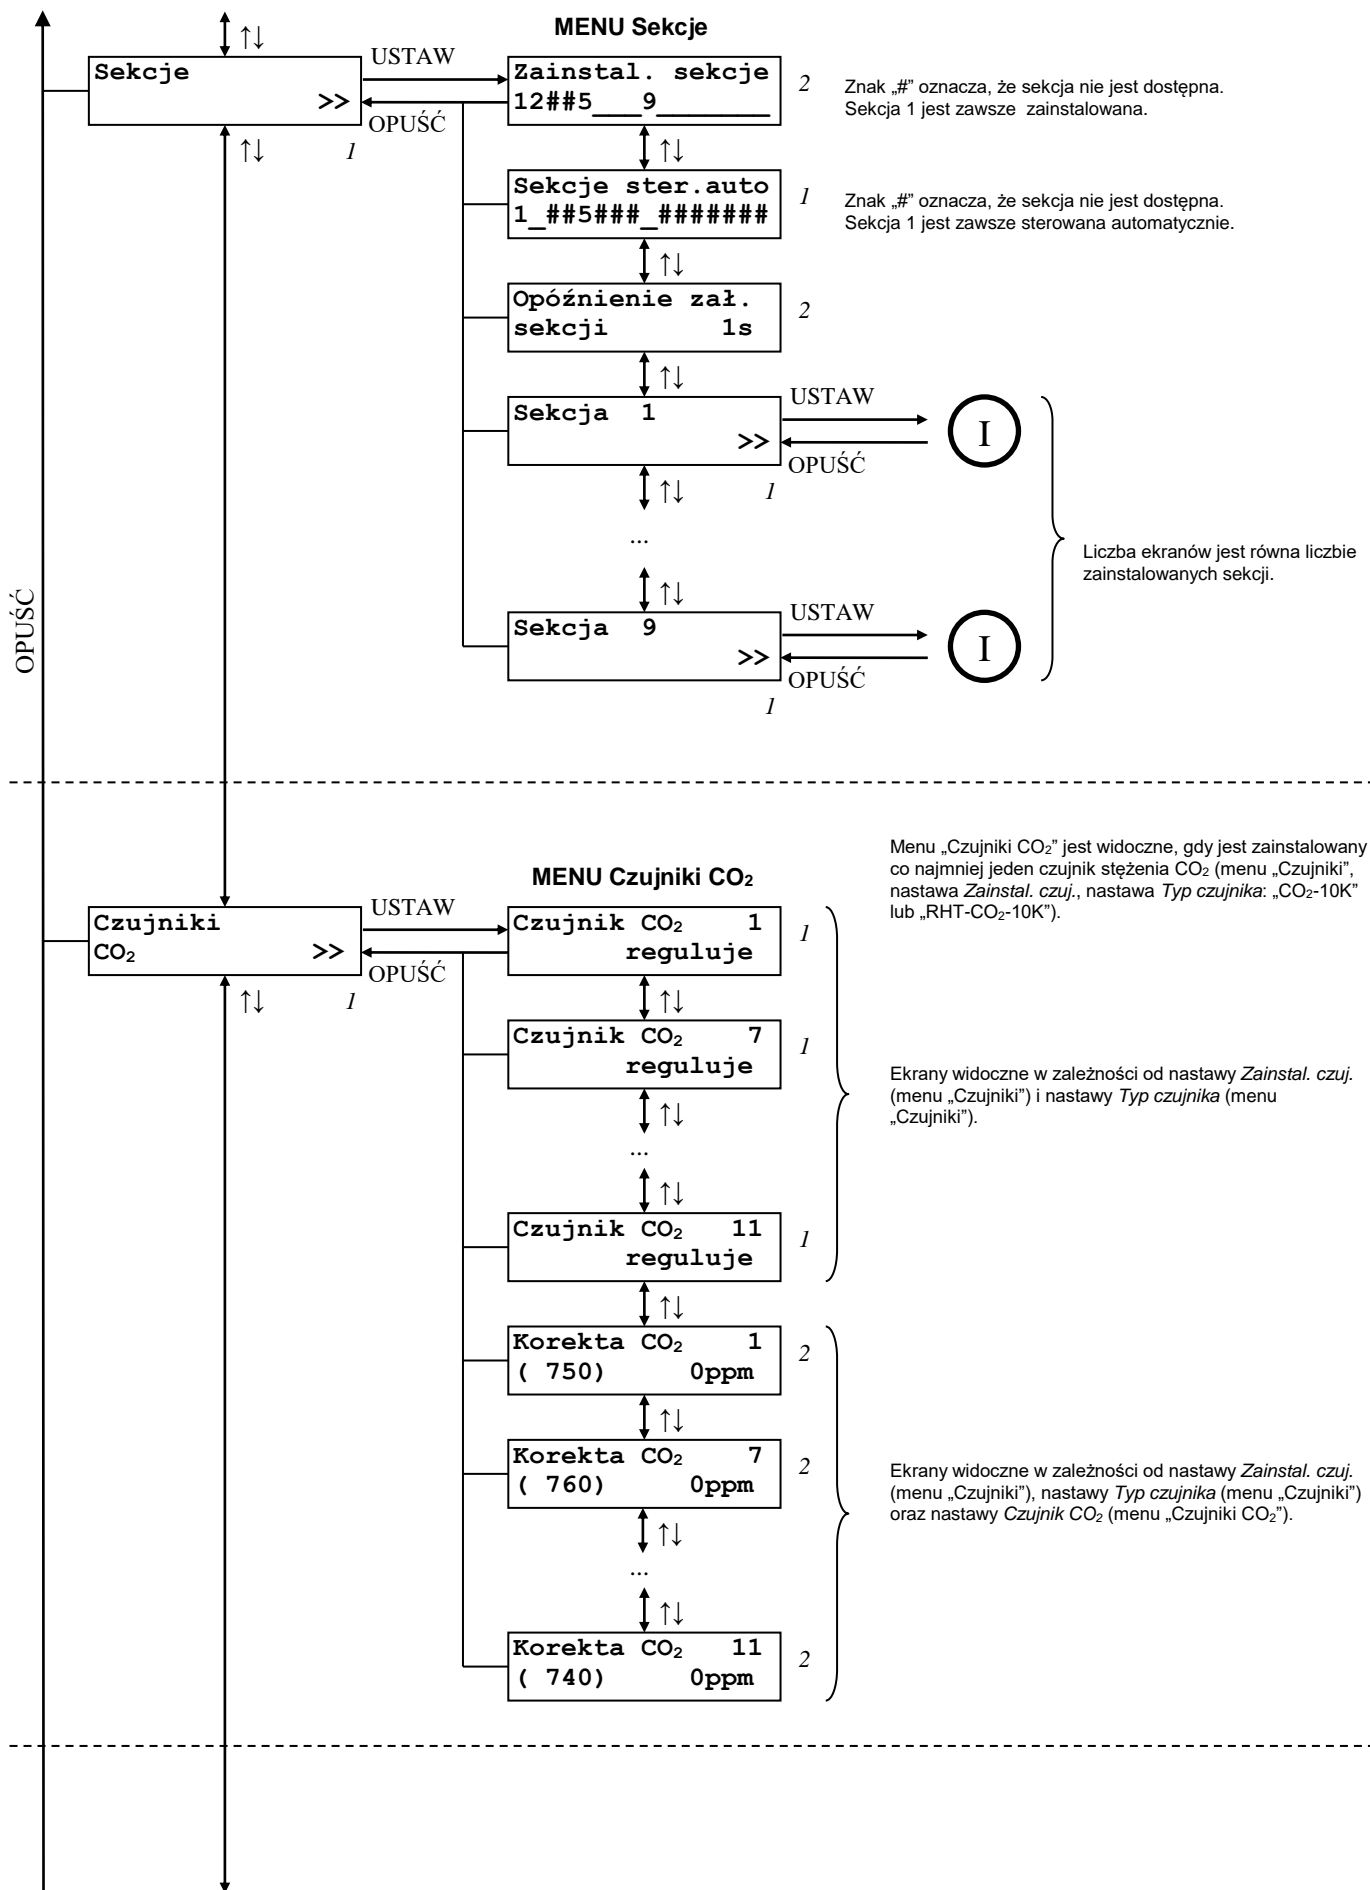 MENU Sekcje
↑↓
Sekcje
>>
USTAW
OPUŚĆ
↑↓
1
Zainstal. sekcje
12##5___9_______
2
Znak „#” oznacza, że sekcja nie jest dostępna.
Sekcja 1 jest zawsze zainstalowana.
↑↓
Sekcje ster.auto
1_##5###_#######
1
Znak „#” oznacza, że sekcja nie jest dostępna.
Sekcja 1 jest zawsze sterowana automatycznie.
↑↓
Opóźnienie zał.
sekcji 1s
2
↑↓
Sekcja 1
>>
USTAW
OPUŚĆ
I
1
↑↓
...
Liczba ekranów jest równa liczbie
zainstalowanych sekcji.
↑↓
Sekcja 9
>>
USTAW
OPUŚĆ
I
1
OPUŚĆ
Menu „Czujniki CO₂” jest widoczne, gdy jest zainstalowany
co najmniej jeden czujnik stężenia CO₂ (menu „Czujniki”,
nastawa Zainstal. czuj., nastawa Typ czujnika: „CO₂-10K”
lub „RHT-CO₂-10K”).
MENU Czujniki CO₂
Czujniki
CO₂ >>
USTAW
OPUŚĆ
↑↓
1
Czujnik CO₂ 1
reguluje
1
↑↓
Czujnik CO₂ 7
reguluje
1
↑↓
...
Ekrany widoczne w zależności od nastawy Zainstal. czuj.
(menu „Czujniki”) i nastawy Typ czujnika (menu
„Czujniki”).
↑↓
Czujnik CO₂ 11
reguluje
1
↑↓
Korekta CO₂ 1
( 750) 0ppm
2
↑↓
Korekta CO₂ 7
( 760) 0ppm
2
Ekrany widoczne w zależności od nastawy Zainstal. czuj.
(menu „Czujniki”), nastawy Typ czujnika (menu „Czujniki”)
oraz nastawy Czujnik CO₂ (menu „Czujniki CO₂”).
↑↓
...
↑↓
Korekta CO₂ 11
( 740) 0ppm
2